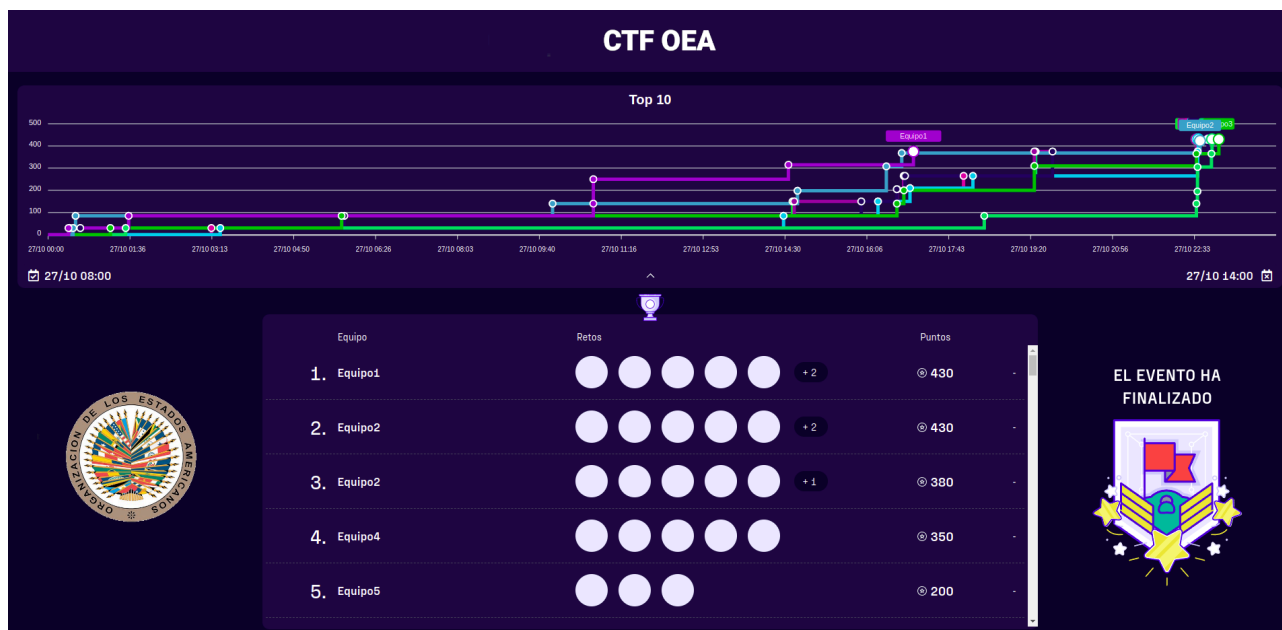 CTF OEA
Top 10
500
400
300
200
100
0
Equipo1
Equipo2
po3
27/10 00:00 27/10 01:36 27/10 03:13 27/10 04:50 27/10 06:26 27/10 08:03 27/10 09:40 27/10 11:16 27/10 12:53 27/10 14:30 27/10 16:06 27/10 17:43 27/10 19:20 27/10 20:56 27/10 22:33
27/10 08:00 27/10 14:00
Equipo Retos Puntos
1. Equipo1 + 2 430 -
2. Equipo2 + 2 430 -
3. Equipo2 + 1 380 -
4. Equipo4 350 -
5. Equipo5 200 -
ORGANIZACION DE LOS ESTADOS AMERICANOS
EL EVENTO HA
FINALIZADO